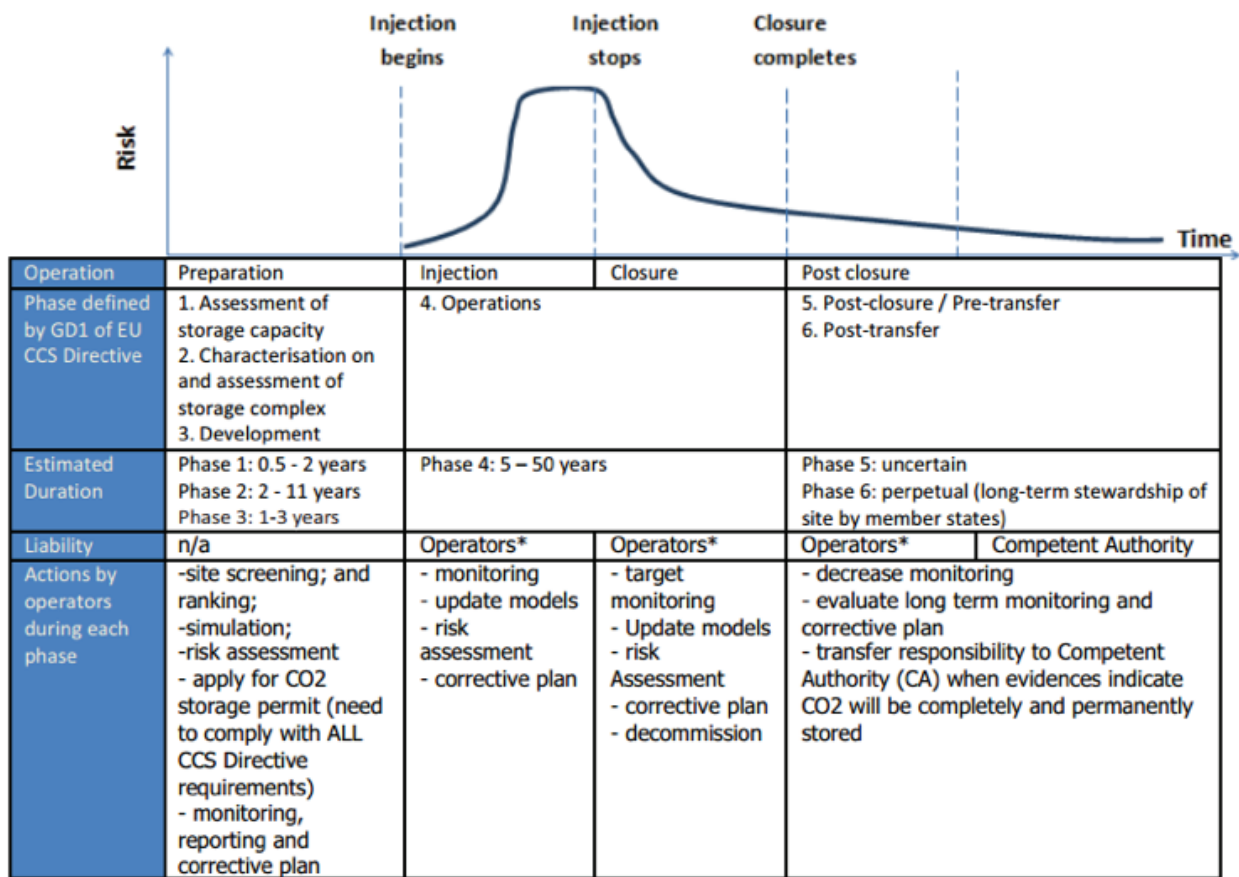 Injection begins
Injection stops
Closure completes
Risk
Time
Operation
Preparation
Injection
Closure
Post closure
Phase defined
by GD1 of EU
CCS Directive
1. Assessment of
storage capacity
2. Characterisation on
and assessment of
storage complex
3. Development
4. Operations
5. Post-closure / Pre-transfer
6. Post-transfer
Estimated
Duration
Phase 1: 0.5 - 2 years
Phase 2: 2 - 11 years
Phase 3: 1-3 years
Phase 4: 5 – 50 years
Phase 5: uncertain
Phase 6: perpetual (long-term stewardship of
site by member states)
Liability
n/a
Operators*
Operators*
Operators*
Competent Authority
Actions by
operators
during each
phase
-site screening; and
ranking;
-simulation;
-risk assessment
- apply for CO2
storage permit (need
to comply with ALL
CCS Directive
requirements)
- monitoring,
reporting and
corrective plan
- monitoring
- update models
- risk
assessment
- corrective plan
- target
monitoring
- Update models
- risk
Assessment
- corrective plan
- decommission
- decrease monitoring
- evaluate long term monitoring and
corrective plan
- transfer responsibility to Competent
Authority (CA) when evidences indicate
CO2 will be completely and permanently
stored